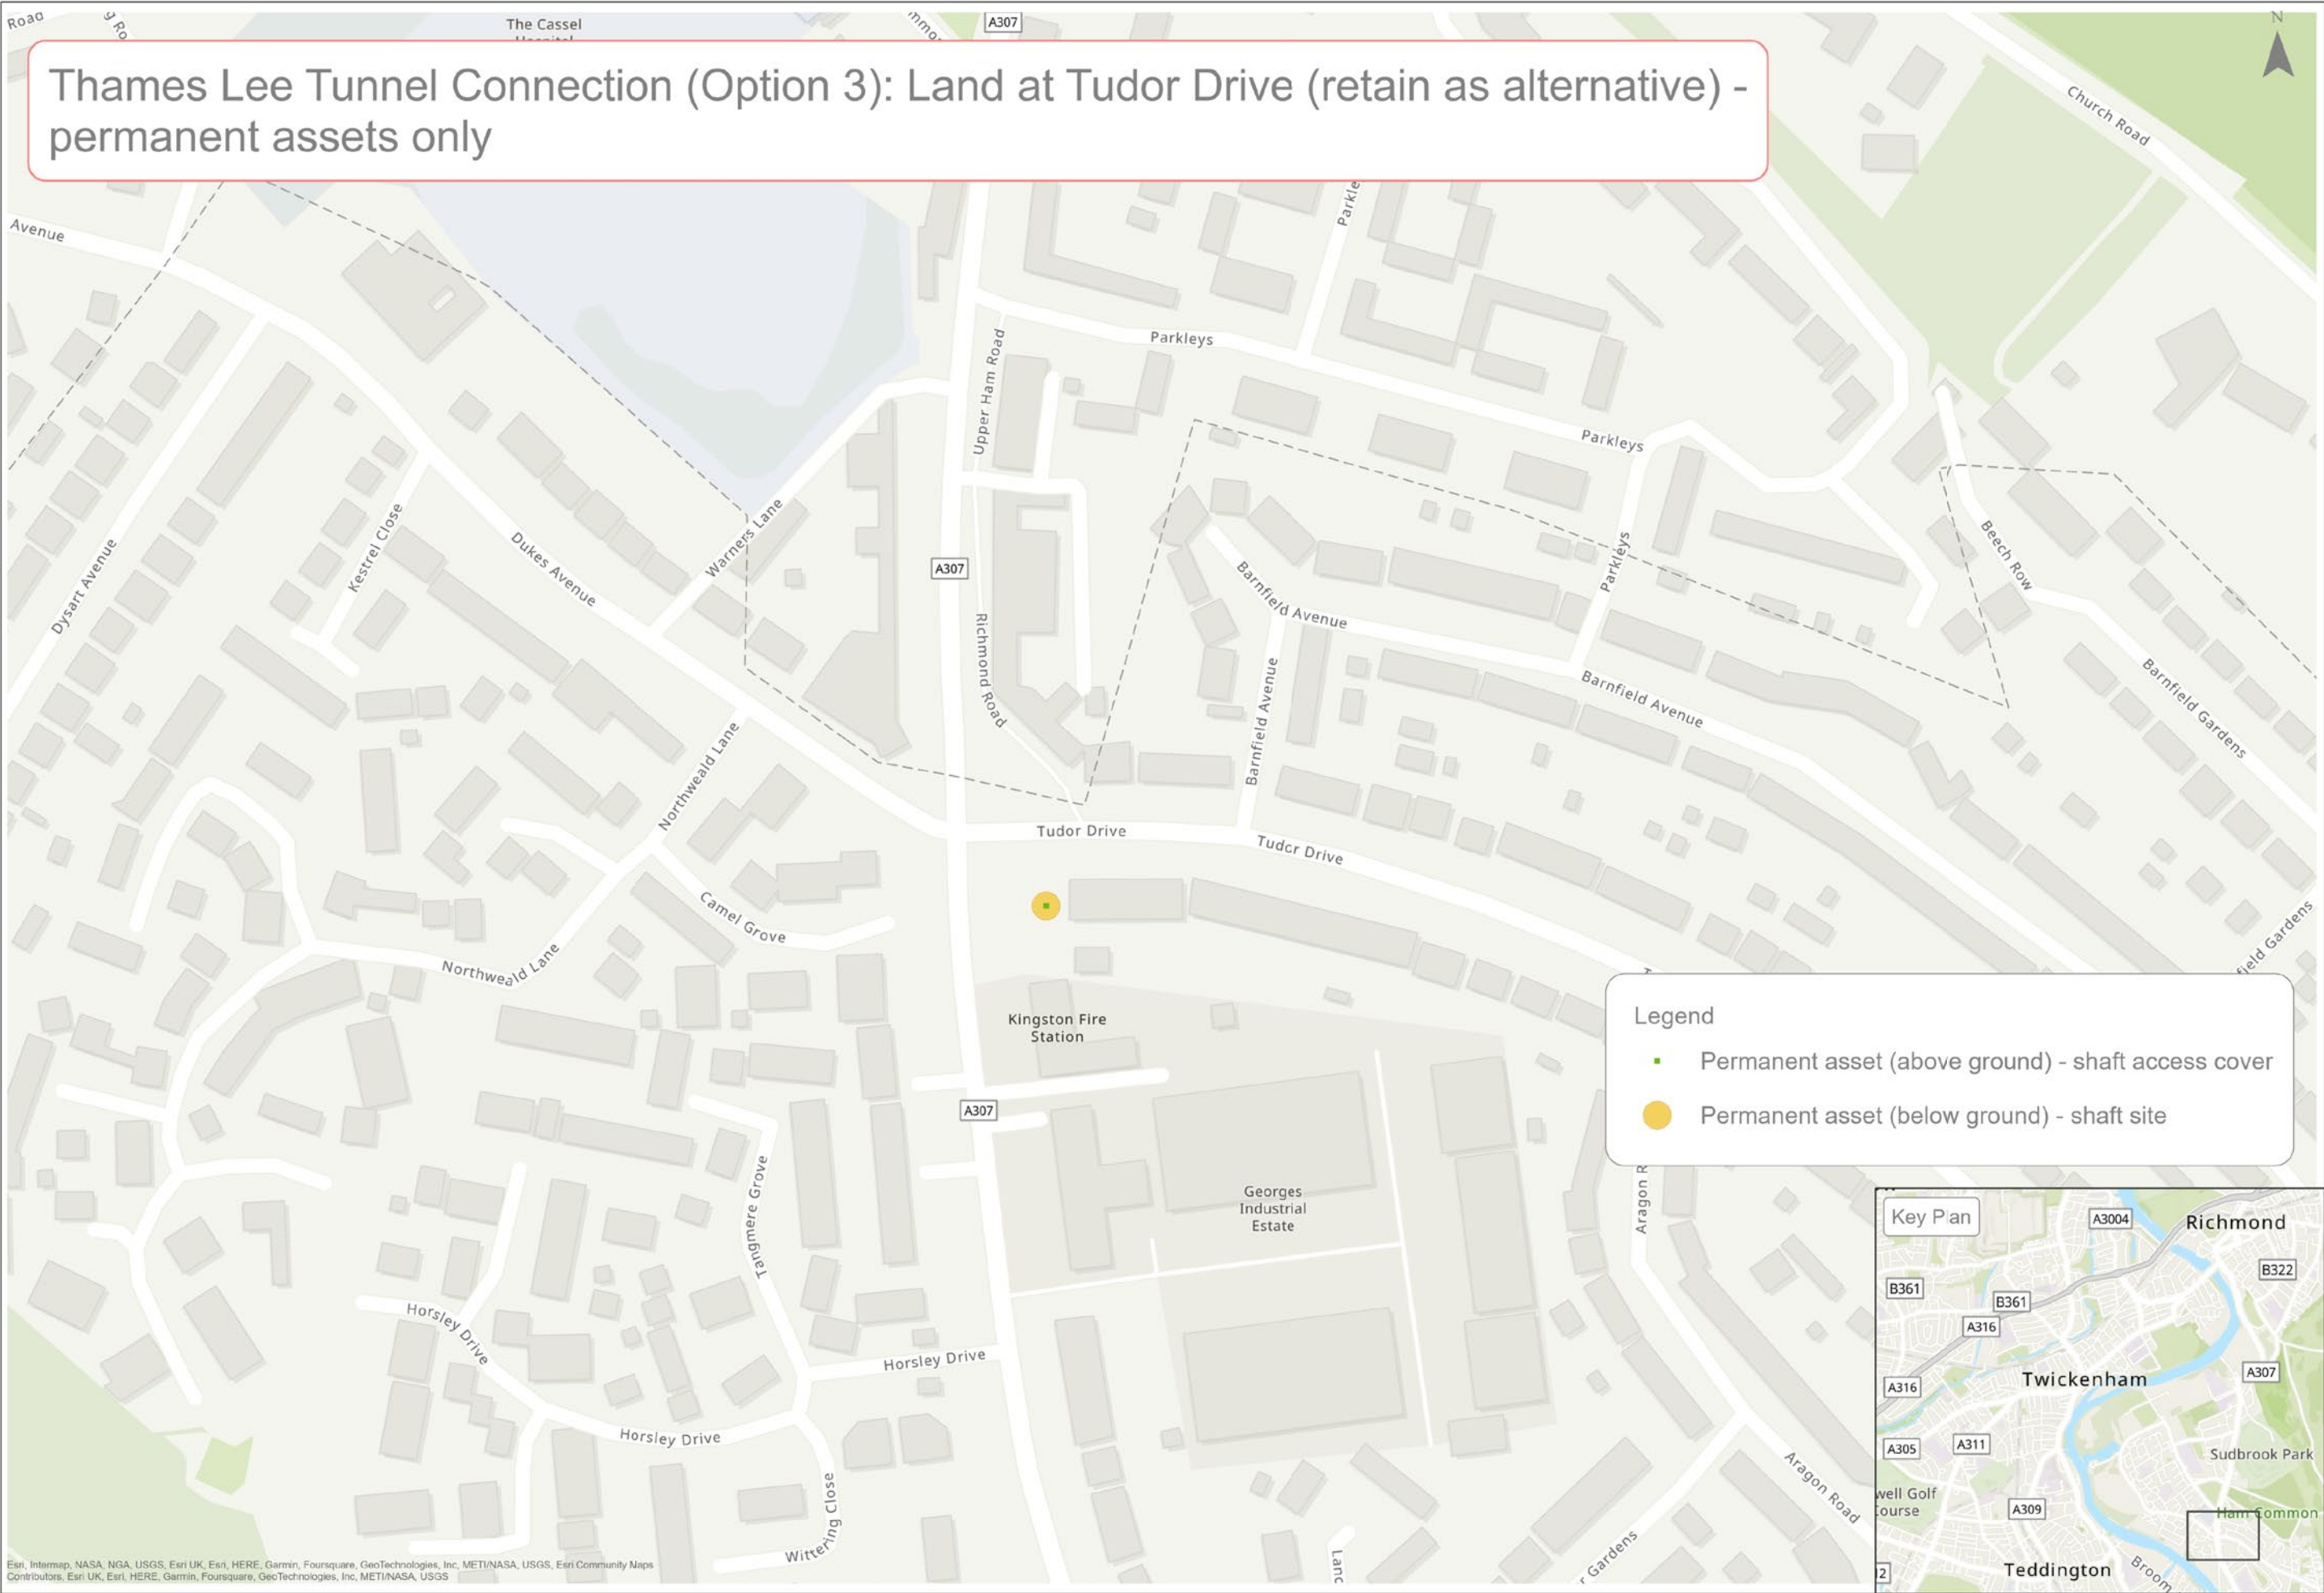 Road
The Cassel
A307
N
Thames Lee Tunnel Connection (Option 3): Land at Tudor Drive (retain as alternative) -
permanent assets only
Church Road
Avenue
Parkleys
Upper Ham Road
Parkleys
Kestrel Close
Dysart Avenue
Dukes Avenue
Warners Lane
A307
Richmond Road
Barnfield Avenue
Parkleys
Beech Row
Barnfield Avenue
Barnfield Avenue
Barnfield Gardens
Northweald Lane
Tudor Drive
Tudor Drive
Camel Grove
Northweald Lane
Kingston Fire
Station
A307
Legend
Permanent asset (above ground) - shaft access cover
Permanent asset (below ground) - shaft site
Georges
Industrial
Estate
Tangmere Grove
Horsley Drive
Horsley Drive
Horsley Drive
Wittering Close
Aragon Road
Gardens
Key Plan
A3004
Richmond
B322
B361
B361
A316
Twickenham
A307
A316
A305
A311
Sudbrook Park
A309
Ham Common
Teddington
Broom
Esri, Intermap, NASA, NGA, USGS, Esri UK, Esri, HERE, Garmin, Foursquare, GeoTechnologies, Inc, METI/NASA, USGS, Esri Community Maps
Contributors, Esri UK, Esri, HERE, Garmin, Foursquare, GeoTechnologies, Inc, METI/NASA, USGS